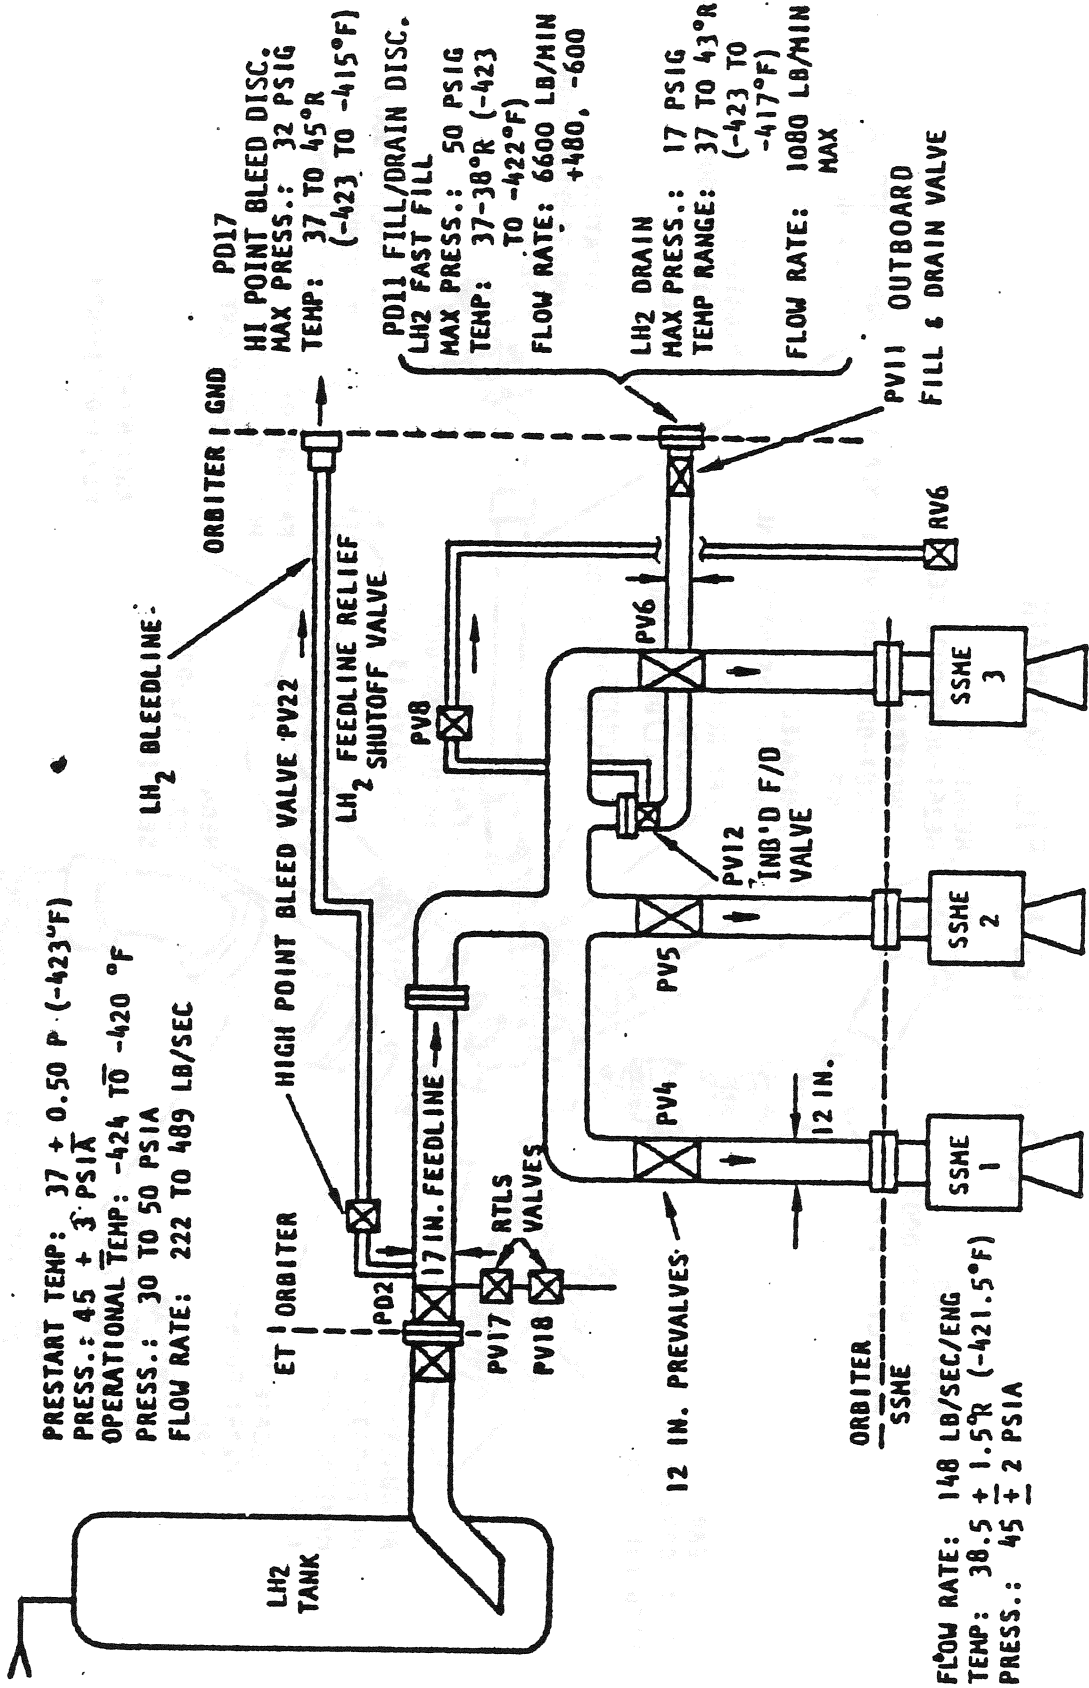 PRESTART TEMP: 37 + 0.50 P (-423°F)
PRESS.: 45 ± 3 PSIA
OPERATIONAL TEMP: -424 TO -420 °F
PRESS.: 30 TO 50 PSIA
FLOW RATE: 222 TO 489 LB/SEC
LH2 BLEEDLINE
ORBITER GND
PD17
HI POINT BLEED DISC.
MAX PRESS.: 32 PSIG
TEMP: 37 TO 45°R
(-423 TO -415°F)
HIGH POINT BLEED VALVE PV22
LH2 FEEDLINE RELIEF
SHUTOFF VALVE
PD11 FILL/DRAIN DISC.
LH2 FAST FILL
MAX PRESS.: 50 PSIG
TEMP: 37-38°R (-423
TO -422°F)
FLOW RATE: 6600 LB/MIN
+480, -600
LH2 DRAIN
MAX PRESS.: 17 PSIG
TEMP RANGE: 37 TO 43°R
(-423 TO
-417°F)
FLOW RATE: 1080 LB/MIN
MAX
PV11 OUTBOARD
FILL & DRAIN VALVE
LH2
TANK
ET ORBITER
PD2
17 IN. FEEDLINE
RTLS
VALVES
PV17
PV18
PV8
PV6
RV6
PV12
INB'D F/D
VALVE
PV5
PV4
12 IN. PREVALVES
12 IN.
ORBITER
SSME
SSME
1
SSME
2
SSME
3
FLOW RATE: 148 LB/SEC/ENG
TEMP: 38.5 ± 1.5°R (-421.5°F)
PRESS.: 45 ± 2 PSIA